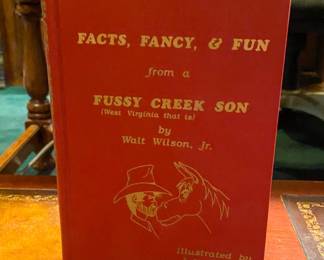 FACTS, FANCY, & FUN
from a
FUSSY CREEK SON
(West Virginia that is)
by
Walt Wilson, Jr.
illustrated by